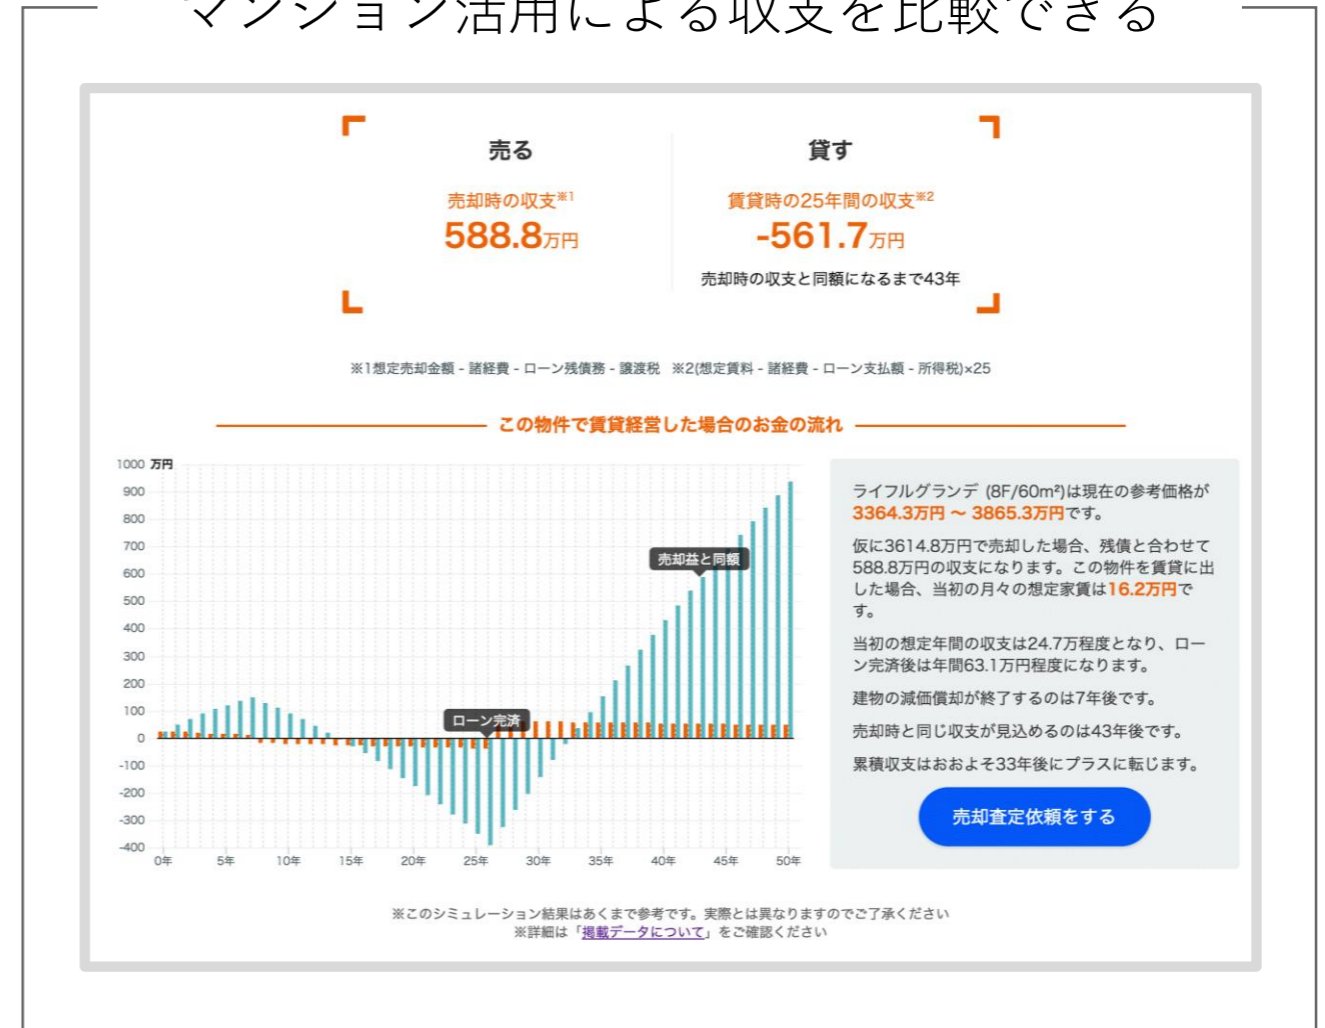 マンション活用による収支を比較できる
売る
売却時の収支※1
588.8万円
貸す
賃貸時の25年間の収支※2
-561.7万円
売却時の収支と同額になるまで43年
※1想定売却金額 - 諸経費 - ローン残債務 - 譲渡税 ※2(想定賃料 - 諸経費 - ローン支払額 - 所得税)×25
この物件で賃貸経営した場合のお金の流れ
1000 万円
900
800
700
600
500
400
300
200
100
0
-100
-200
-300
-400
売却益と同額
ローン完済
0年 5年 10年 15年 20年 25年 30年 35年 40年 45年 50年
ライフルグランデ (8F/60m²)は現在の参考価格が
3364.3万円 〜 3865.3万円です。
仮に3614.8万円で売却した場合、残債と合わせて
588.8万円の収支になります。この物件を賃貸に出
した場合、当初の月々の想定家賃は16.2万円で
す。
当初の想定年間の収支は24.7万程度となり、ロー
ン完済後は年間63.1万円程度になります。
建物の減価償却が終了するのは7年後です。
売却時と同じ収支が見込めるのは43年後です。
累積収支はおおよそ33年後にプラスに転じます。
売却査定依頼をする
※このシミュレーション結果はあくまで参考です。実際とは異なりますのでご了承ください
※詳細は「掲載データについて」をご確認ください